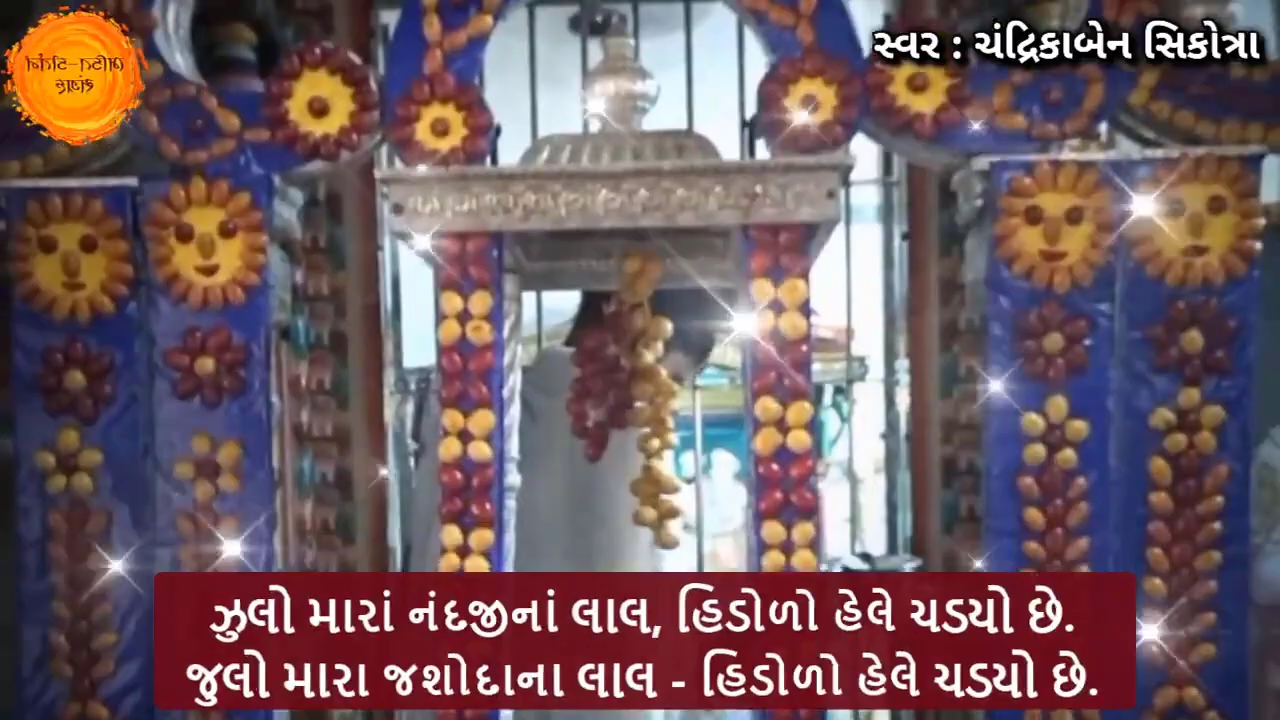 સ્વર : ચંદ્રિકાબેન સિકોત્રા
ઝુલો મારાં નંદજીનાં લાલ, હિડોળો હેલે ચડયો છે.
જુલો મારા જશોદાના લાલ - હિડોળો હેલે ચડયો છે.